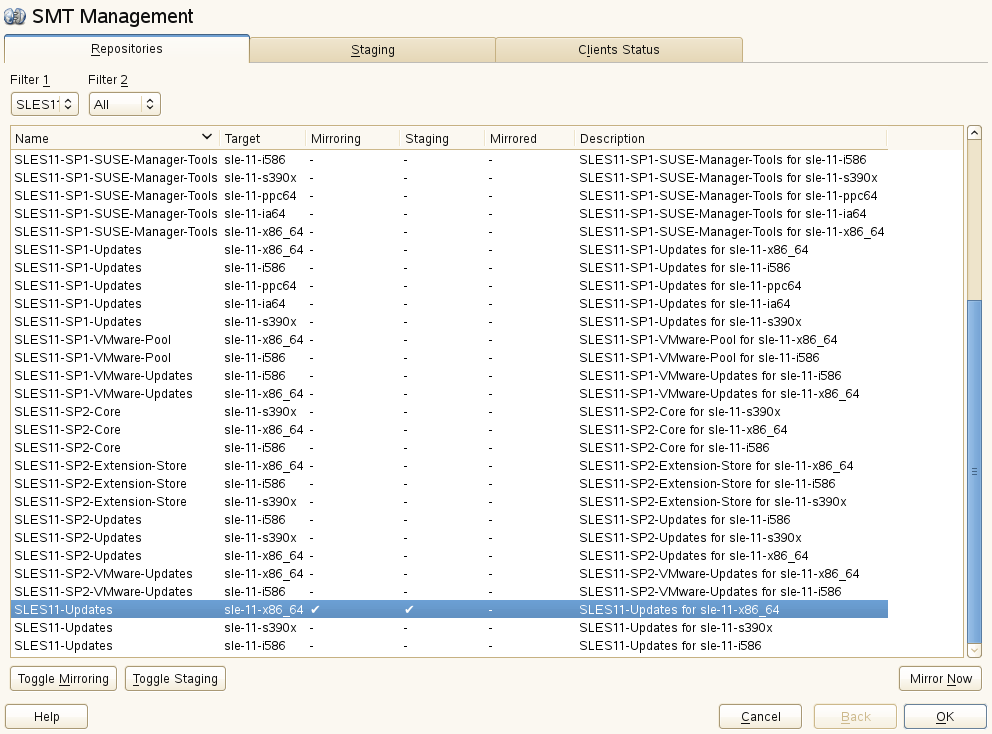 SMT Management
Repositories Staging Clients Status
Filter 1 Filter 2
SLES11 All
Name Target Mirroring Staging Mirrored Description
SLES11-SP1-SUSE-Manager-Tools sle-11-i586 - - - SLES11-SP1-SUSE-Manager-Tools for sle-11-i586
SLES11-SP1-SUSE-Manager-Tools sle-11-s390x - - - SLES11-SP1-SUSE-Manager-Tools for sle-11-s390x
SLES11-SP1-SUSE-Manager-Tools sle-11-ppc64 - - - SLES11-SP1-SUSE-Manager-Tools for sle-11-ppc64
SLES11-SP1-SUSE-Manager-Tools sle-11-ia64 - - - SLES11-SP1-SUSE-Manager-Tools for sle-11-ia64
SLES11-SP1-SUSE-Manager-Tools sle-11-x86_64 - - - SLES11-SP1-SUSE-Manager-Tools for sle-11-x86_64
SLES11-SP1-Updates sle-11-x86_64 - - - SLES11-SP1-Updates for sle-11-x86_64
SLES11-SP1-Updates sle-11-i586 - - - SLES11-SP1-Updates for sle-11-i586
SLES11-SP1-Updates sle-11-ppc64 - - - SLES11-SP1-Updates for sle-11-ppc64
SLES11-SP1-Updates sle-11-ia64 - - - SLES11-SP1-Updates for sle-11-ia64
SLES11-SP1-Updates sle-11-s390x - - - SLES11-SP1-Updates for sle-11-s390x
SLES11-SP1-VMware-Pool sle-11-x86_64 - - - SLES11-SP1-VMware-Pool for sle-11-x86_64
SLES11-SP1-VMware-Pool sle-11-i586 - - - SLES11-SP1-VMware-Pool for sle-11-i586
SLES11-SP1-VMware-Updates sle-11-i586 - - - SLES11-SP1-VMware-Updates for sle-11-i586
SLES11-SP1-VMware-Updates sle-11-x86_64 - - - SLES11-SP1-VMware-Updates for sle-11-x86_64
SLES11-SP2-Core sle-11-s390x - - - SLES11-SP2-Core for sle-11-s390x
SLES11-SP2-Core sle-11-x86_64 - - - SLES11-SP2-Core for sle-11-x86_64
SLES11-SP2-Core sle-11-i586 - - - SLES11-SP2-Core for sle-11-i586
SLES11-SP2-Extension-Store sle-11-x86_64 - - - SLES11-SP2-Extension-Store for sle-11-x86_64
SLES11-SP2-Extension-Store sle-11-i586 - - - SLES11-SP2-Extension-Store for sle-11-i586
SLES11-SP2-Extension-Store sle-11-s390x - - - SLES11-SP2-Extension-Store for sle-11-s390x
SLES11-SP2-Updates sle-11-i586 - - - SLES11-SP2-Updates for sle-11-i586
SLES11-SP2-Updates sle-11-s390x - - - SLES11-SP2-Updates for sle-11-s390x
SLES11-SP2-Updates sle-11-x86_64 - - - SLES11-SP2-Updates for sle-11-x86_64
SLES11-SP2-VMware-Updates sle-11-x86_64 - - - SLES11-SP2-VMware-Updates for sle-11-x86_64
SLES11-SP2-VMware-Updates sle-11-i586 - - - SLES11-SP2-VMware-Updates for sle-11-i586
SLES11-Updates sle-11-x86_64 ✔ ✔ - SLES11-Updates for sle-11-x86_64
SLES11-Updates sle-11-s390x - - - SLES11-Updates for sle-11-s390x
SLES11-Updates sle-11-i586 - - - SLES11-Updates for sle-11-i586
Toggle Mirroring Toggle Staging Mirror Now
Help Cancel Back OK